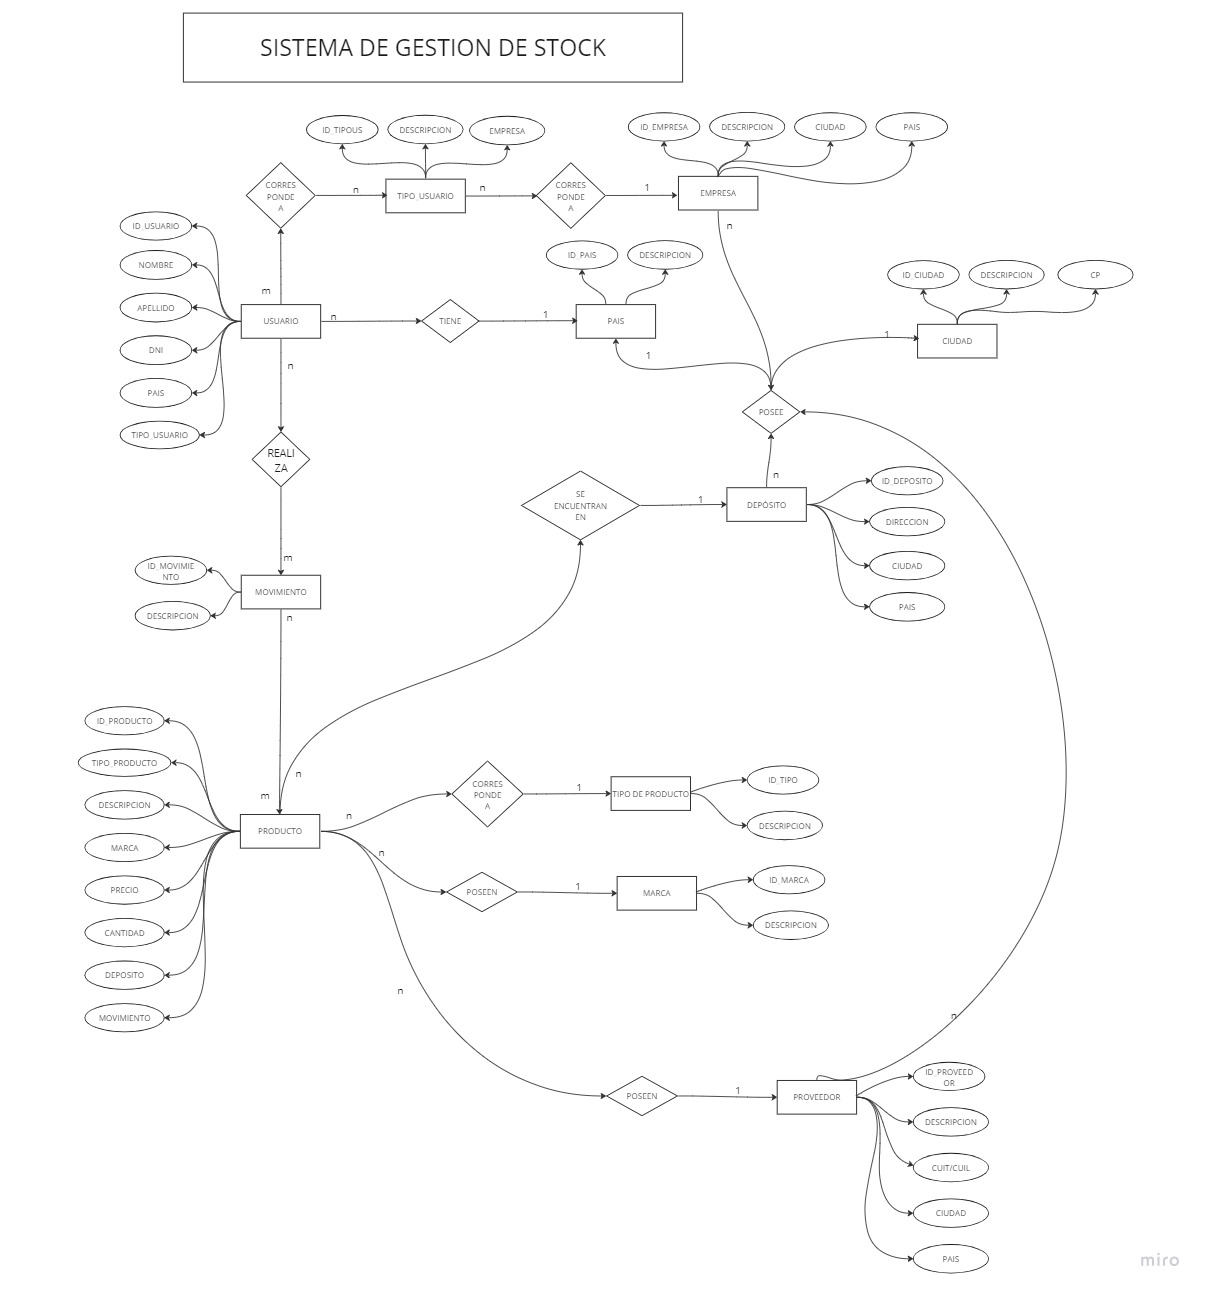 SISTEMA DE GESTION DE STOCK
ID_TIPOUS
DESCRIPCION
EMPRESA
ID_EMPRESA
DESCRIPCION
CIUDAD
PAIS
CORRES
PONDE
A
n
TIPO_USUARIO
n
CORRES
PONDE
A
1
EMPRESA
n
ID_USUARIO
NOMBRE
APELLIDO
DNI
PAIS
TIPO_USUARIO
m
USUARIO
n
n
TIENE
1
ID_PAIS
DESCRIPCION
PAIS
1
ID_CIUDAD
DESCRIPCION
CP
1
CIUDAD
POSEE
n
REALI
ZA
m
SE
ENCUENTRAN
EN
1
DEPÓSITO
ID_DEPOSITO
DIRECCION
CIUDAD
PAIS
ID_MOVIMIE
NTO
DESCRIPCION
MOVIMIENTO
n
ID_PRODUCTO
TIPO_PRODUCTO
DESCRIPCION
MARCA
PRECIO
CANTIDAD
DEPOSITO
MOVIMIENTO
n
m
PRODUCTO
n
CORRES
PONDE
A
1
TIPO DE PRODUCTO
ID_TIPO
DESCRIPCION
n
POSEEN
1
MARCA
ID_MARCA
DESCRIPCION
n
POSEEN
1
PROVEEDOR
n
ID_PROVEED
OR
DESCRIPCION
CUIT/CUIL
CIUDAD
PAIS
miro